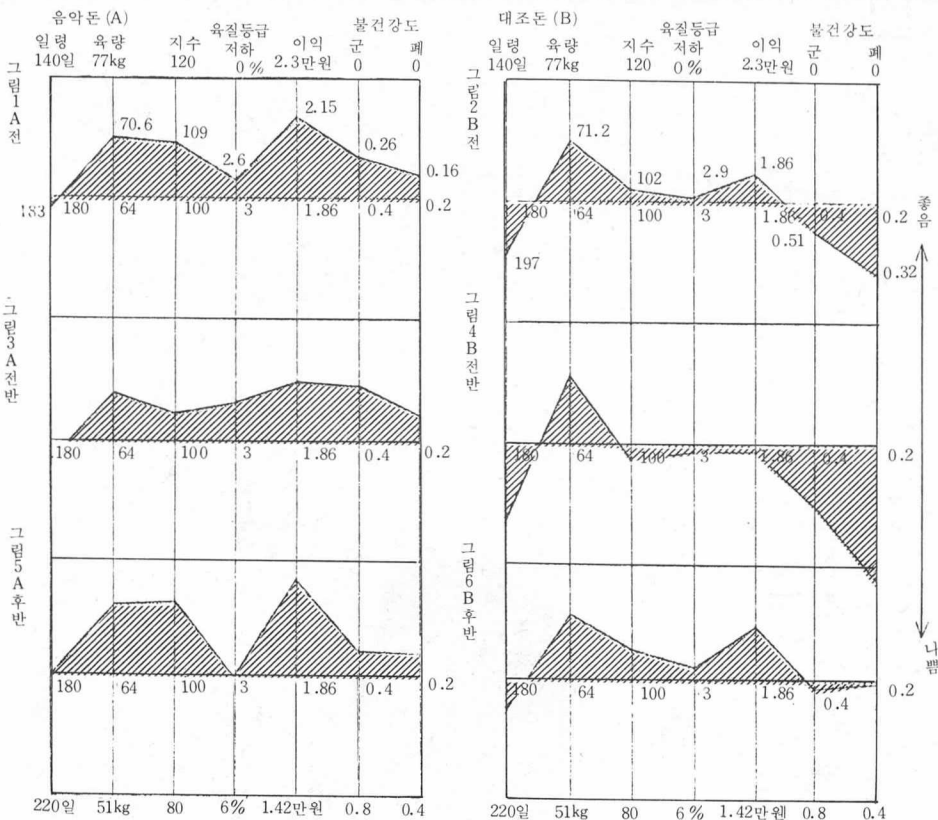 음악돈 (A)
일령 육량 지수 육질등급 저하 이익 불건강도 군 폐
140일 77kg 120 0 % 2.3만원 0 0
그림1A전
70.6 109 2.6 2.15 0.26 0.16
183 180 64 100 3 1.86 0.4 0.2
그림3A전반
180 64 100 3 1.86 0.4 0.2
그림5A후반
180 64 100 3 1.86 0.4 0.2
220일 51kg 80 6% 1.42만원 0.8 0.4
대조돈 (B)
일령 육량 지수 육질등급 저하 이익 불건강도 군 폐
140일 77kg 120 0 % 2.3만원 0 0
그림2B전
71.2 102 2.9 1.86
180 64 100 3 1.86 0.4 0.2
197 0.51 0.32
그림4B전반
180 64 100 3 1.86 0.4 0.2
그림6B후반
180 64 100 3 1.86 0.4 0.2
220일 51kg 80 6% 1.42만원 0.8 0.4
좋음
나쁨